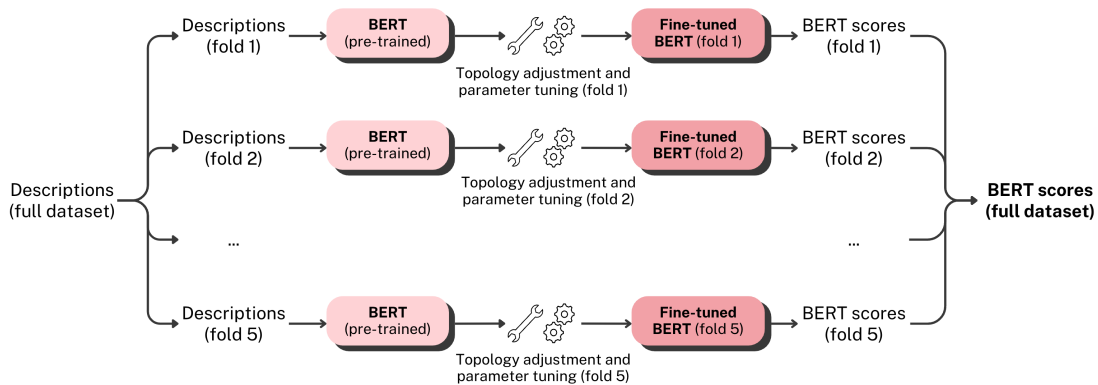 Descriptions
(fold 1)
BERT
(pre-trained)
Topology adjustment and
parameter tuning (fold 1)
Fine-tuned
BERT (fold 1)
BERT scores
(fold 1)
Descriptions
(fold 2)
BERT
(pre-trained)
Topology adjustment and
parameter tuning (fold 2)
Fine-tuned
BERT (fold 2)
BERT scores
(fold 2)
Descriptions
(full dataset)
BERT scores
(full dataset)
...
...
Descriptions
(fold 5)
BERT
(pre-trained)
Topology adjustment and
parameter tuning (fold 5)
Fine-tuned
BERT (fold 5)
BERT scores
(fold 5)